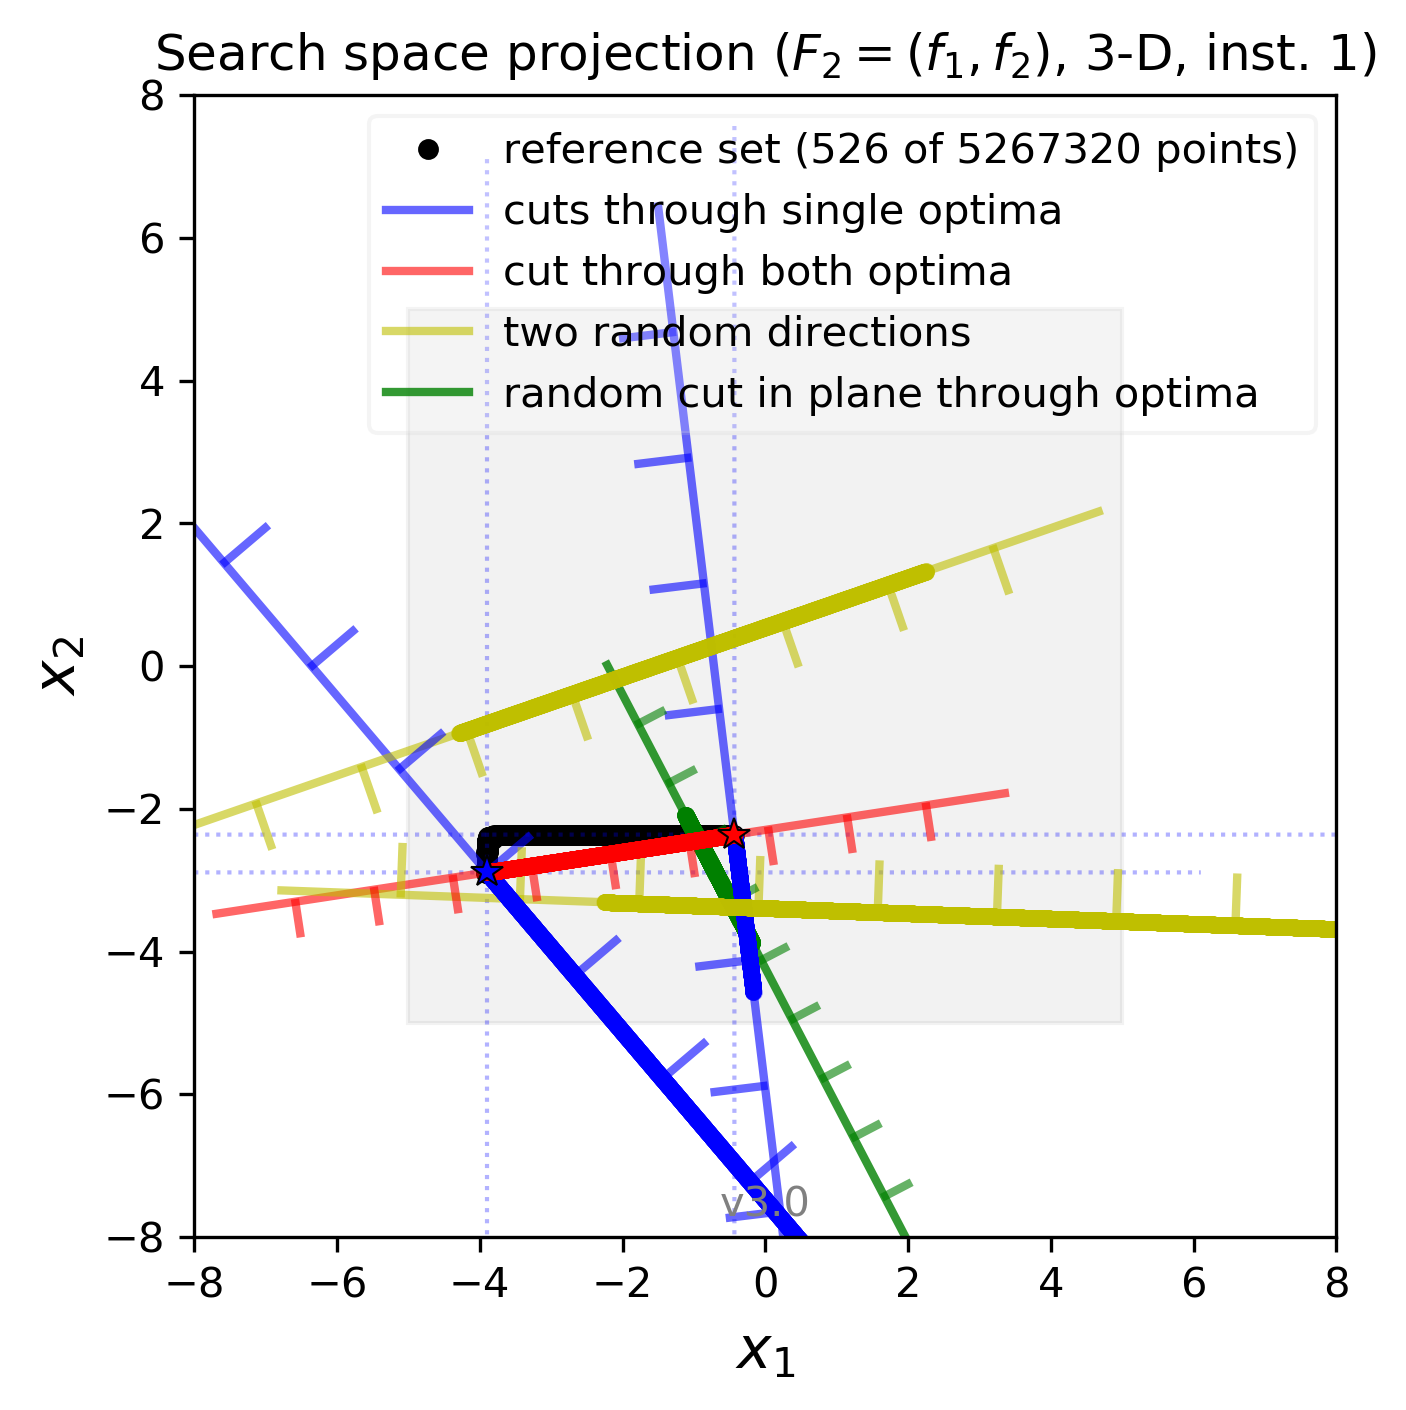 Search space projection (F₂ = (f₁, f₂), 3-D, inst. 1)
reference set (526 of 5267320 points)
cuts through single optima
cut through both optima
two random directions
random cut in plane through optima
8
6
4
2
0
−2
−4
−6
−8
x₂
v3.0
−8 −6 −4 −2 0 2 4 6 8
x₁